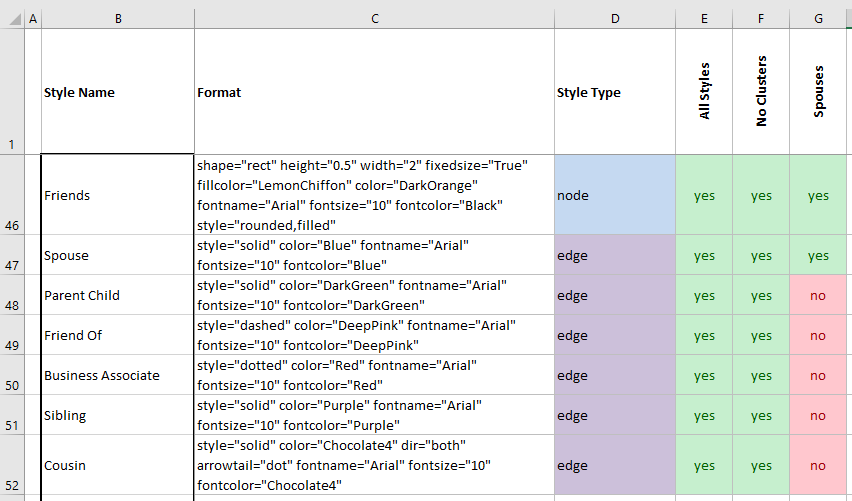 A B C D E F G
1 Style Name Format Style Type All Styles No Clusters Spouses
shape="rect" height="0.5" width="2" fixedsize="True"
fillcolor="LemonChiffon" color="DarkOrange"
46 Friends fontname="Arial" fontsize="10" fontcolor="Black" node yes yes yes
style="rounded,filled"
style="solid" color="Blue" fontname="Arial"
47 Spouse fontsize="10" fontcolor="Blue" edge yes yes yes
style="solid" color="DarkGreen" fontname="Arial"
48 Parent Child fontsize="10" fontcolor="DarkGreen" edge yes yes no
style="dashed" color="DeepPink" fontname="Arial"
49 Friend Of fontsize="10" fontcolor="DeepPink" edge yes yes no
style="dotted" color="Red" fontname="Arial"
50 Business Associate fontsize="10" fontcolor="Red" edge yes yes no
style="solid" color="Purple" fontname="Arial"
51 Sibling fontsize="10" fontcolor="Purple" edge yes yes no
style="solid" color="Chocolate4" dir="both"
52 Cousin arrowtail="dot" fontname="Arial" fontsize="10" edge yes yes no
fontcolor="Chocolate4"